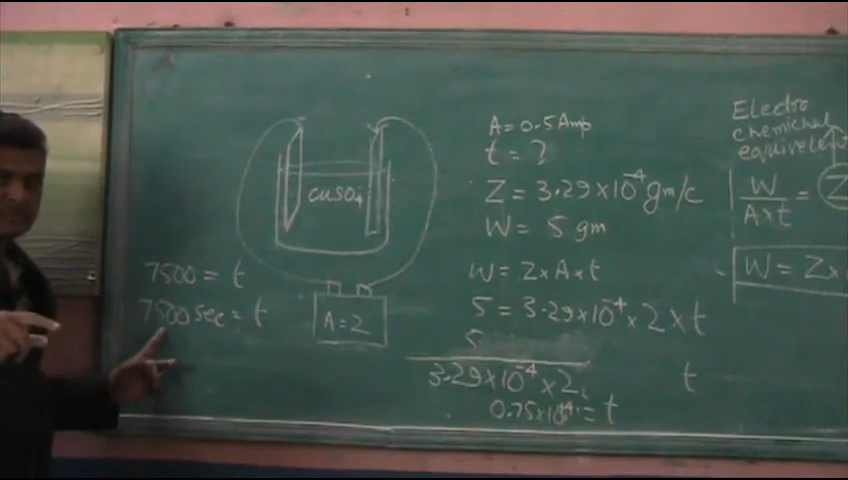 CuSO4
A=2
7500 = t
7500 sec = t
A = 0.5 Amp
t = ?
Z = 3.29×10⁻⁴ gm/c
W = 5 gm
W = Z×A×t
5 = 3.29×10⁻⁴ × 2 × t
5
3.29×10⁻⁴ × 2
t
= t
Electro
chemichal
equivelent
W
A×t
= Z
W = Z×